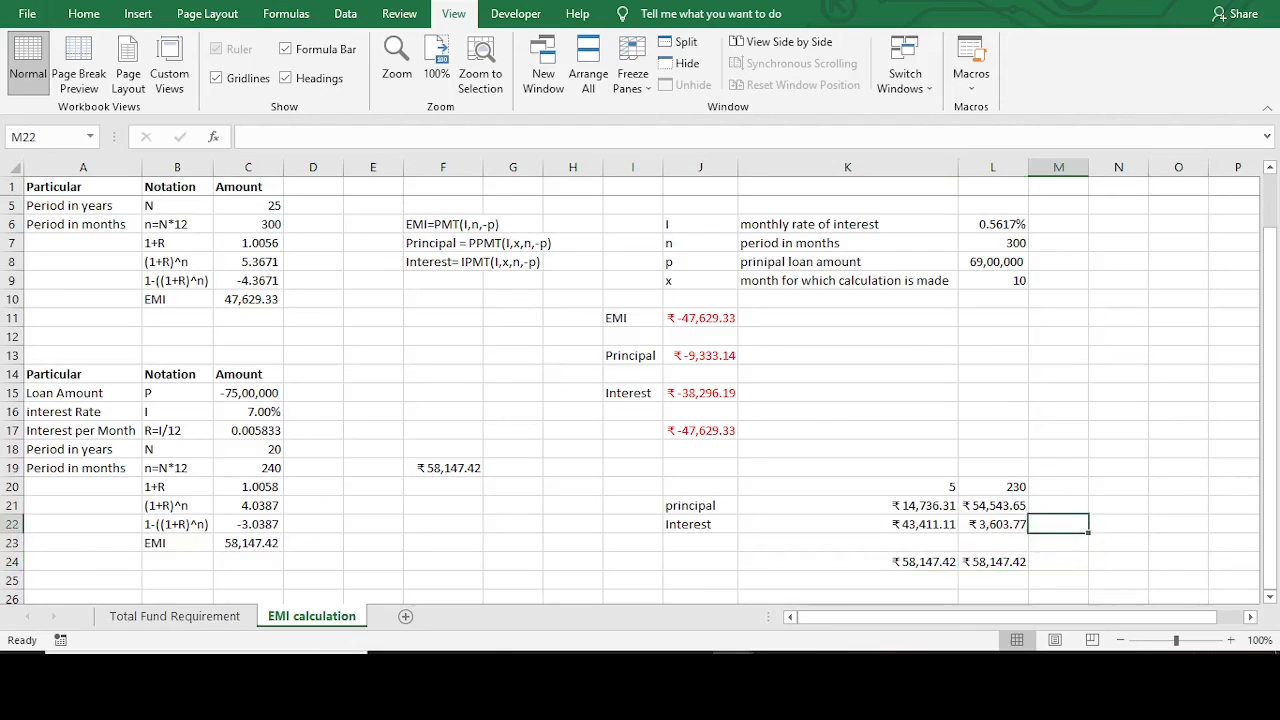 File Home Insert Page Layout Formulas Data Review View Developer Help Tell me what you want to do Share
Normal Page Break Preview Page Layout Custom Views Ruler Formula Bar Gridlines Headings Zoom 100% Zoom to Selection New Window Arrange All Freeze Panes Split Hide Unhide View Side by Side Synchronous Scrolling Reset Window Position Switch Windows Macros
Workbook Views Show Zoom Window Macros
M22 fx
A B C D E F G H I J K L M N O P
1 Particular Notation Amount
5 Period in years N 25
6 Period in months n=N*12 300 EMI=PMT(I,n,-p) I monthly rate of interest 0.5617%
7 1+R 1.0056 Principal = PPMT(I,x,n,-p) n period in months 300
8 (1+R)^n 5.3671 Interest= IPMT(I,x,n,-p) p prinipal loan amount 69,00,000
9 1-((1+R)^n) -4.3671 x month for which calculation is made 10
10 EMI 47,629.33
11 EMI ₹ -47,629.33
12
13 Principal ₹ -9,333.14
14 Particular Notation Amount
15 Loan Amount P -75,00,000 Interest ₹ -38,296.19
16 interest Rate I 7.00%
17 Interest per Month R=I/12 0.005833 ₹ -47,629.33
18 Period in years N 20
19 Period in months n=N*12 240 ₹ 58,147.42
20 1+R 1.0058 5 230
21 (1+R)^n 4.0387 principal ₹ 14,736.31 ₹ 54,543.65
22 1-((1+R)^n) -3.0387 Interest ₹ 43,411.11 ₹ 3,603.77
23 EMI 58,147.42
24 ₹ 58,147.42 ₹ 58,147.42
25
26
Total Fund Requirement EMI calculation
Ready 100%